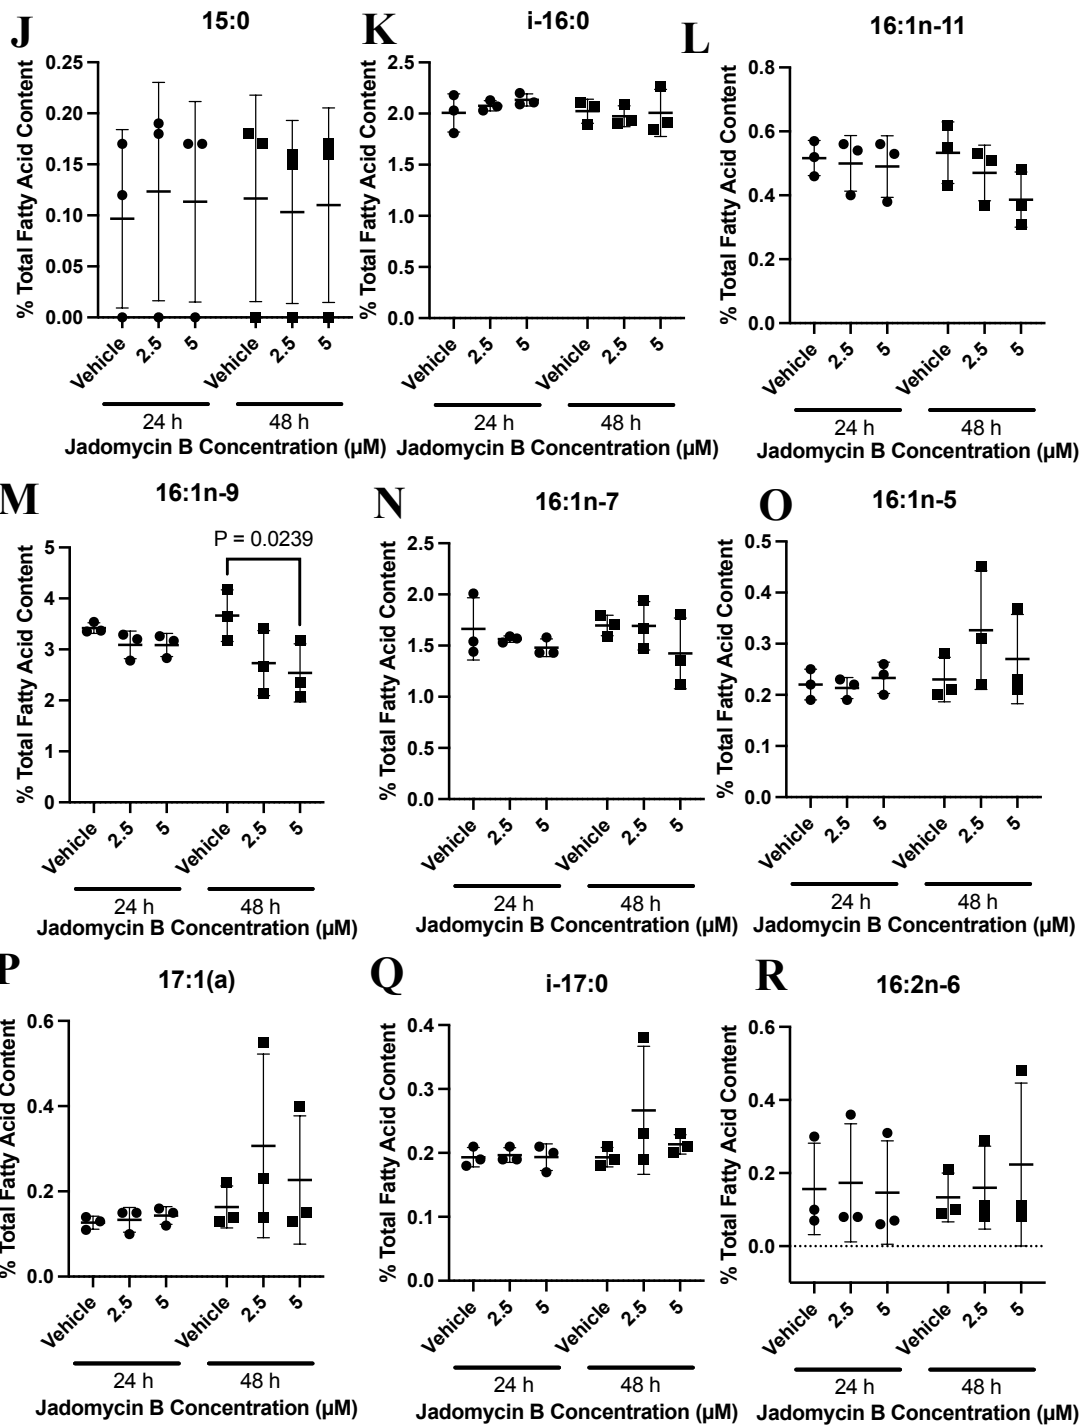 J
15:0
% Total Fatty Acid Content
0.25
0.20
0.15
0.10
0.05
0.00
Vehicle
2.5
5
Vehicle
2.5
5
24 h
48 h
Jadomycin B Concentration (µM)
K
i-16:0
% Total Fatty Acid Content
2.5
2.0
1.5
1.0
0.5
0.0
Vehicle
2.5
5
Vehicle
2.5
5
24 h
48 h
Jadomycin B Concentration (µM)
L
16:1n-11
% Total Fatty Acid Content
0.8
0.6
0.4
0.2
0.0
Vehicle
2.5
5
Vehicle
2.5
5
24 h
48 h
Jadomycin B Concentration (µM)
M
16:1n-9
% Total Fatty Acid Content
P = 0.0239
5
4
3
2
1
0
Vehicle
2.5
5
Vehicle
2.5
5
24 h
48 h
Jadomycin B Concentration (µM)
N
16:1n-7
% Total Fatty Acid Content
2.5
2.0
1.5
1.0
0.5
0.0
Vehicle
2.5
5
Vehicle
2.5
5
24 h
48 h
Jadomycin B Concentration (µM)
O
16:1n-5
% Total Fatty Acid Content
0.5
0.4
0.3
0.2
0.1
0.0
Vehicle
2.5
5
Vehicle
2.5
5
24 h
48 h
Jadomycin B Concentration (µM)
P
17:1(a)
% Total Fatty Acid Content
0.6
0.4
0.2
0.0
Vehicle
2.5
5
Vehicle
2.5
5
24 h
48 h
Jadomycin B Concentration (µM)
Q
i-17:0
% Total Fatty Acid Content
0.4
0.3
0.2
0.1
0.0
Vehicle
2.5
5
Vehicle
2.5
5
24 h
48 h
Jadomycin B Concentration (µM)
R
16:2n-6
% Total Fatty Acid Content
0.6
0.4
0.2
0.0
Vehicle
2.5
5
Vehicle
2.5
5
24 h
48 h
Jadomycin B Concentration (µM)